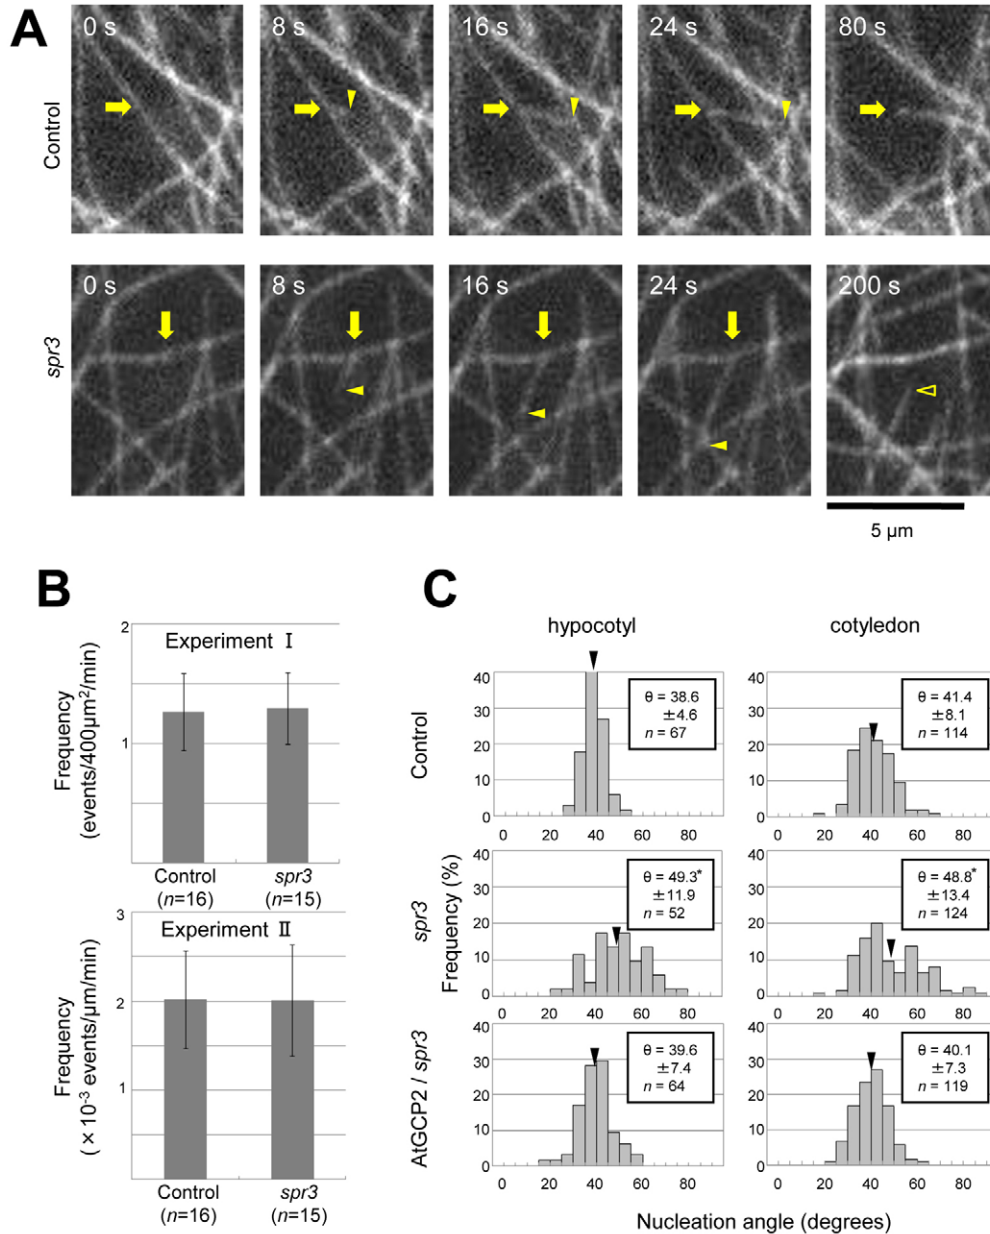 A
Control
0 s
8 s
16 s
24 s
80 s
spr3
0 s
8 s
16 s
24 s
200 s
5 μm
B
Experiment I
Frequency
(events/400μm²/min)
2
1
Control
(n=16)
spr3
(n=15)
Experiment II
Frequency
(×10⁻³ events/μm/min)
3
2
1
Control
(n=16)
spr3
(n=15)
C
hypocotyl
cotyledon
Control
40
30
20
10
0
0 20 40 60 80
θ = 38.6
±4.6
n = 67
40
30
20
10
0
0 20 40 60 80
θ = 41.4
±8.1
n = 114
spr3
Frequency (%)
40
30
20
10
0
0 20 40 60 80
θ = 49.3*
±11.9
n = 52
40
30
20
10
0
0 20 40 60 80
θ = 48.8*
±13.4
n = 124
AtGCP2 / spr3
40
30
20
10
0
0 20 40 60 80
θ = 39.6
±7.4
n = 64
40
30
20
10
0
0 20 40 60 80
θ = 40.1
±7.3
n = 119
Nucleation angle (degrees)